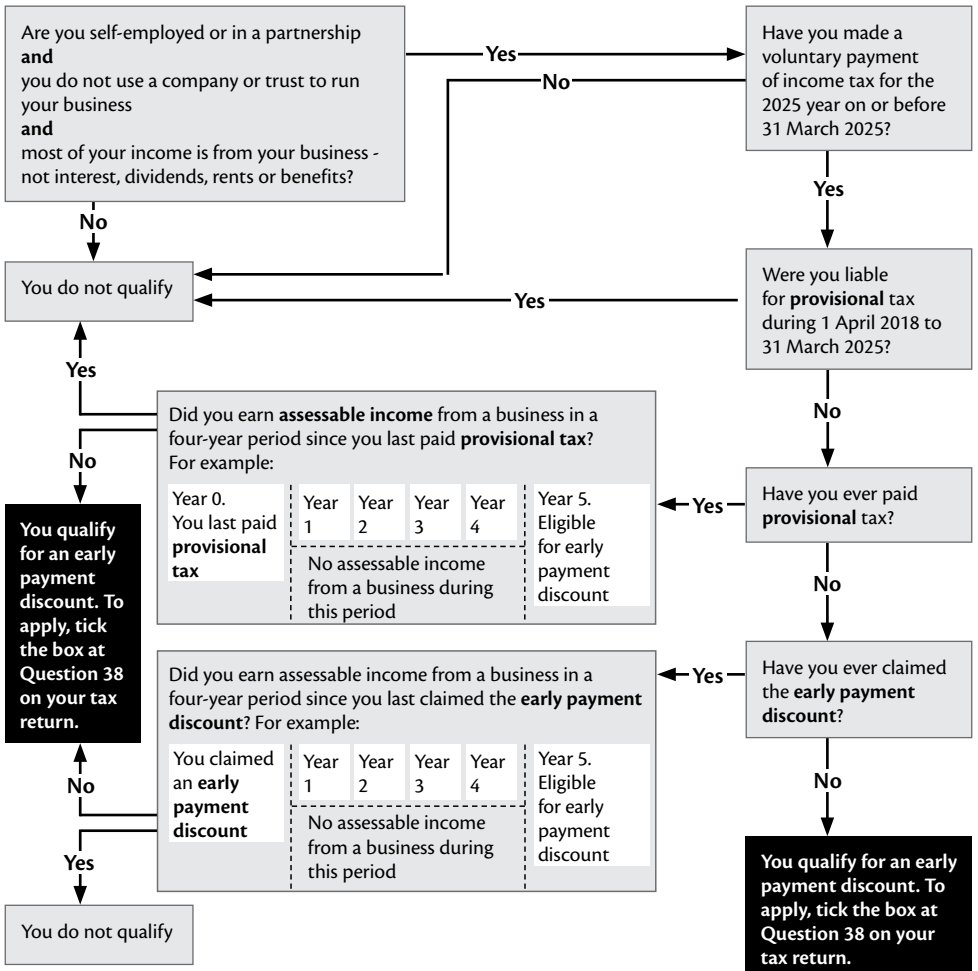 Are you self-employed or in a partnership
and
you do not use a company or trust to run
your business
and
most of your income is from your business -
not interest, dividends, rents or benefits?
Yes
No
Have you made a
voluntary payment
of income tax for the
2025 year on or before
31 March 2025?
No
Yes
You do not qualify
Yes
Were you liable
for provisional tax
during 1 April 2018 to
31 March 2025?
Yes
No
Did you earn assessable income from a business in a
four-year period since you last paid provisional tax?
For example:
Year 0.
You last paid
provisional
tax
Year
1
Year
2
Year
3
Year
4
No assessable income
from a business during
this period
Year 5.
Eligible
for early
payment
discount
Yes
Have you ever paid
provisional tax?
No
No
You qualify
for an early
payment
discount. To
apply, tick
the box at
Question 38
on your tax
return.
Did you earn assessable income from a business in a
four-year period since you last claimed the early payment
discount? For example:
You claimed
an early
payment
discount
Year
1
Year
2
Year
3
Year
4
No assessable income
from a business during
this period
Year 5.
Eligible
for early
payment
discount
Yes
Have you ever claimed
the early payment
discount?
No
No
Yes
You do not qualify
You qualify for an early
payment discount. To
apply, tick the box at
Question 38 on your
tax return.